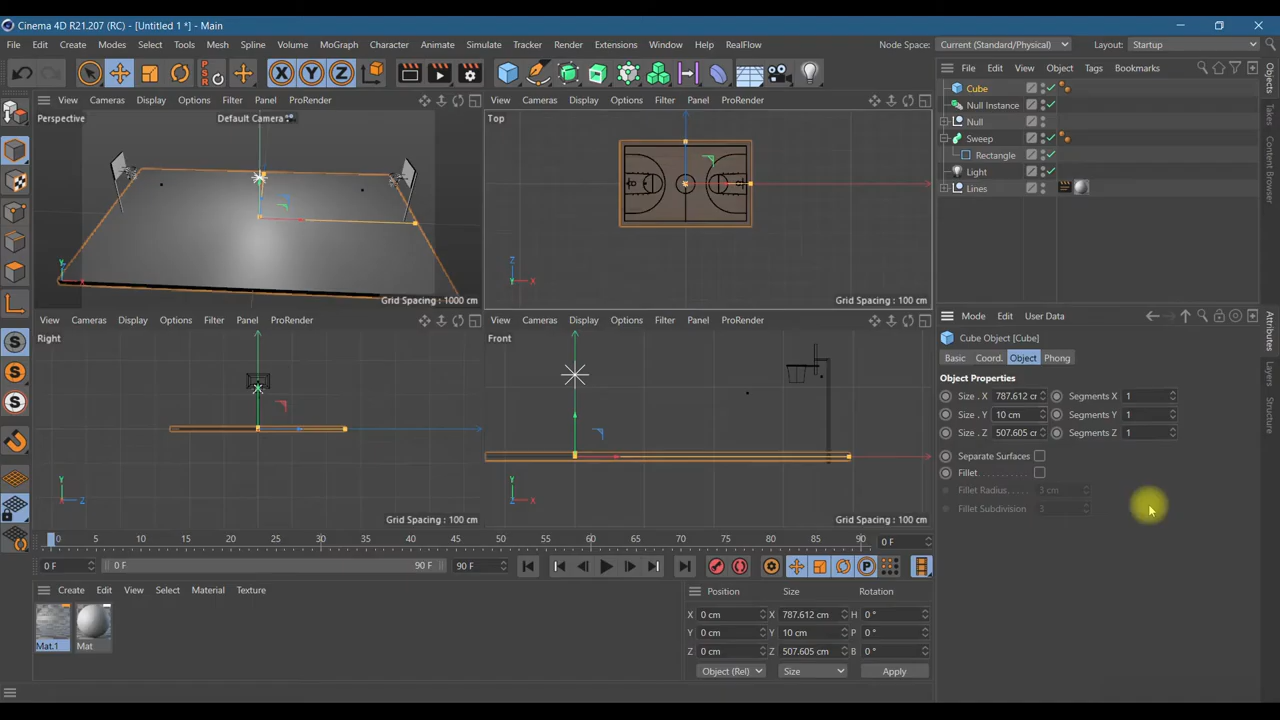 Cinema 4D R21.207 (RC) - [Untitled 1 *] - Main
File Edit Create Modes Select Tools Mesh Spline Volume MoGraph Character Animate Simulate Tracker Render Extensions Window Help RealFlow Node Space: Current (Standard/Physical) Layout: Startup
PSR X Y Z
File Edit View Object Tags Bookmarks
Cube
Null Instance
Null
Sweep
Rectangle
Light
Lines
Objects
Takes
Content Browser
View Cameras Display Options Filter Panel ProRender
Perspective Default Camera
Y X
Grid Spacing : 1000 cm
View Cameras Display Options Filter Panel ProRender
Top
Z Y X
Grid Spacing : 100 cm
View Cameras Display Options Filter Panel ProRender
Right
Y X Z
Grid Spacing : 100 cm
View Cameras Display Options Filter Panel ProRender
Front
Y Z X
Grid Spacing : 100 cm
Mode Edit User Data
Cube Object [Cube]
Basic Coord. Object Phong
Object Properties
Size . X 787.612 cr Segments X 1
Size . Y 10 cm Segments Y 1
Size . Z 507.605 cr Segments Z 1
Separate Surfaces
Fillet
Fillet Radius 3 cm
Fillet Subdivision 3
Attributes
Layers
Structure
0 5 10 15 20 25 30 35 40 45 50 55 60 65 70 75 80 85 90 0 F
0 F 0 F 90 F 90 F
P
Create Edit View Select Material Texture
Mat.1 Mat
Position Size Rotation
X 0 cm X 787.612 cm H 0 °
Y 0 cm Y 10 cm P 0 °
Z 0 cm Z 507.605 cm B 0 °
Object (Rel) Size Apply